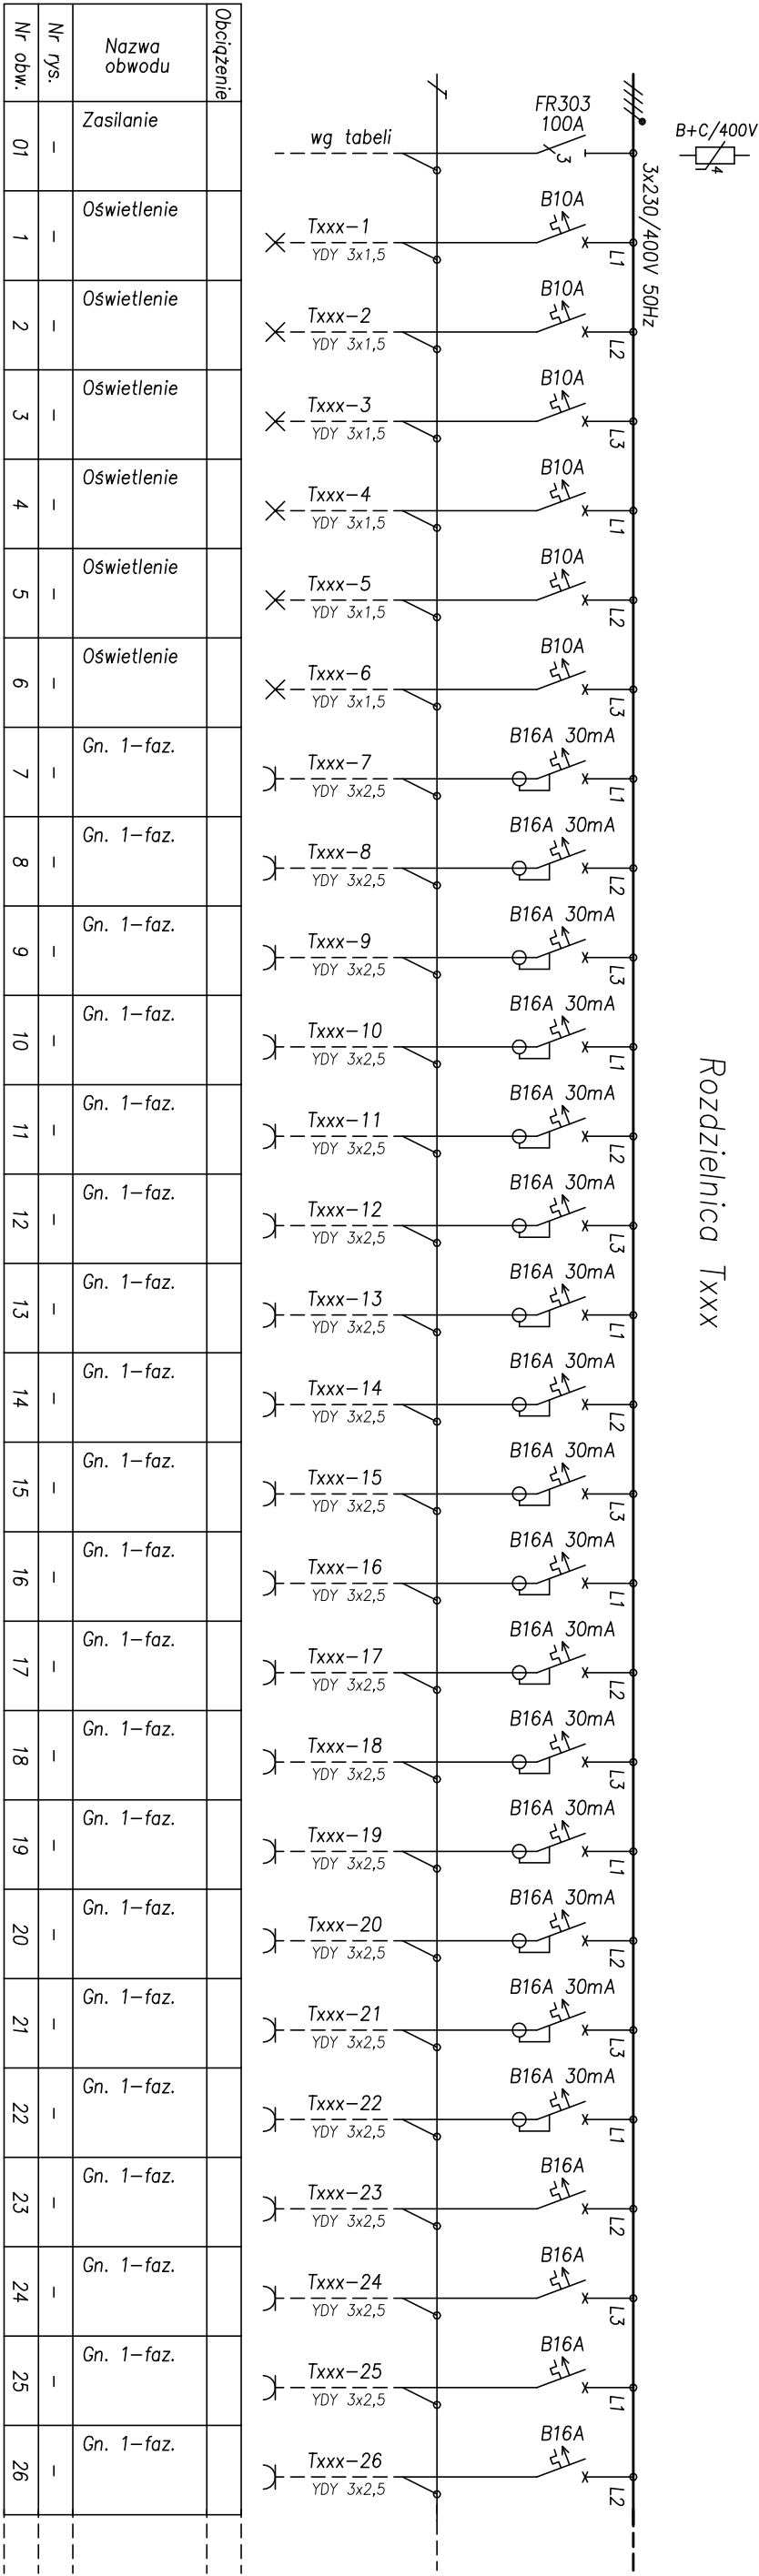 Rozdzielnica Txxx
B+C/400V
4
3x230/400V 50Hz
Obciążenie
Nazwa
obwodu
Nr rys.
Nr obw.
FR303
100A
3
wg tabeli
Zasilanie
-
01
B10A
L1
Txxx-1
YDY 3x1,5
Oświetlenie
-
1
B10A
L2
Txxx-2
YDY 3x1,5
Oświetlenie
-
2
B10A
L3
Txxx-3
YDY 3x1,5
Oświetlenie
-
3
B10A
L1
Txxx-4
YDY 3x1,5
Oświetlenie
-
4
B10A
L2
Txxx-5
YDY 3x1,5
Oświetlenie
-
5
B10A
L3
Txxx-6
YDY 3x1,5
Oświetlenie
-
6
B16A 30mA
L1
Txxx-7
YDY 3x2,5
Gn. 1-faz.
-
7
B16A 30mA
L2
Txxx-8
YDY 3x2,5
Gn. 1-faz.
-
8
B16A 30mA
L3
Txxx-9
YDY 3x2,5
Gn. 1-faz.
-
9
B16A 30mA
L1
Txxx-10
YDY 3x2,5
Gn. 1-faz.
-
10
B16A 30mA
L2
Txxx-11
YDY 3x2,5
Gn. 1-faz.
-
11
B16A 30mA
L3
Txxx-12
YDY 3x2,5
Gn. 1-faz.
-
12
B16A 30mA
L1
Txxx-13
YDY 3x2,5
Gn. 1-faz.
-
13
B16A 30mA
L2
Txxx-14
YDY 3x2,5
Gn. 1-faz.
-
14
B16A 30mA
L3
Txxx-15
YDY 3x2,5
Gn. 1-faz.
-
15
B16A 30mA
L1
Txxx-16
YDY 3x2,5
Gn. 1-faz.
-
16
B16A 30mA
L2
Txxx-17
YDY 3x2,5
Gn. 1-faz.
-
17
B16A 30mA
L3
Txxx-18
YDY 3x2,5
Gn. 1-faz.
-
18
B16A 30mA
L1
Txxx-19
YDY 3x2,5
Gn. 1-faz.
-
19
B16A 30mA
L2
Txxx-20
YDY 3x2,5
Gn. 1-faz.
-
20
B16A 30mA
L3
Txxx-21
YDY 3x2,5
Gn. 1-faz.
-
21
B16A 30mA
L1
Txxx-22
YDY 3x2,5
Gn. 1-faz.
-
22
B16A
L2
Txxx-23
YDY 3x2,5
Gn. 1-faz.
-
23
B16A
L3
Txxx-24
YDY 3x2,5
Gn. 1-faz.
-
24
B16A
L1
Txxx-25
YDY 3x2,5
Gn. 1-faz.
-
25
B16A
L2
Txxx-26
YDY 3x2,5
Gn. 1-faz.
-
26